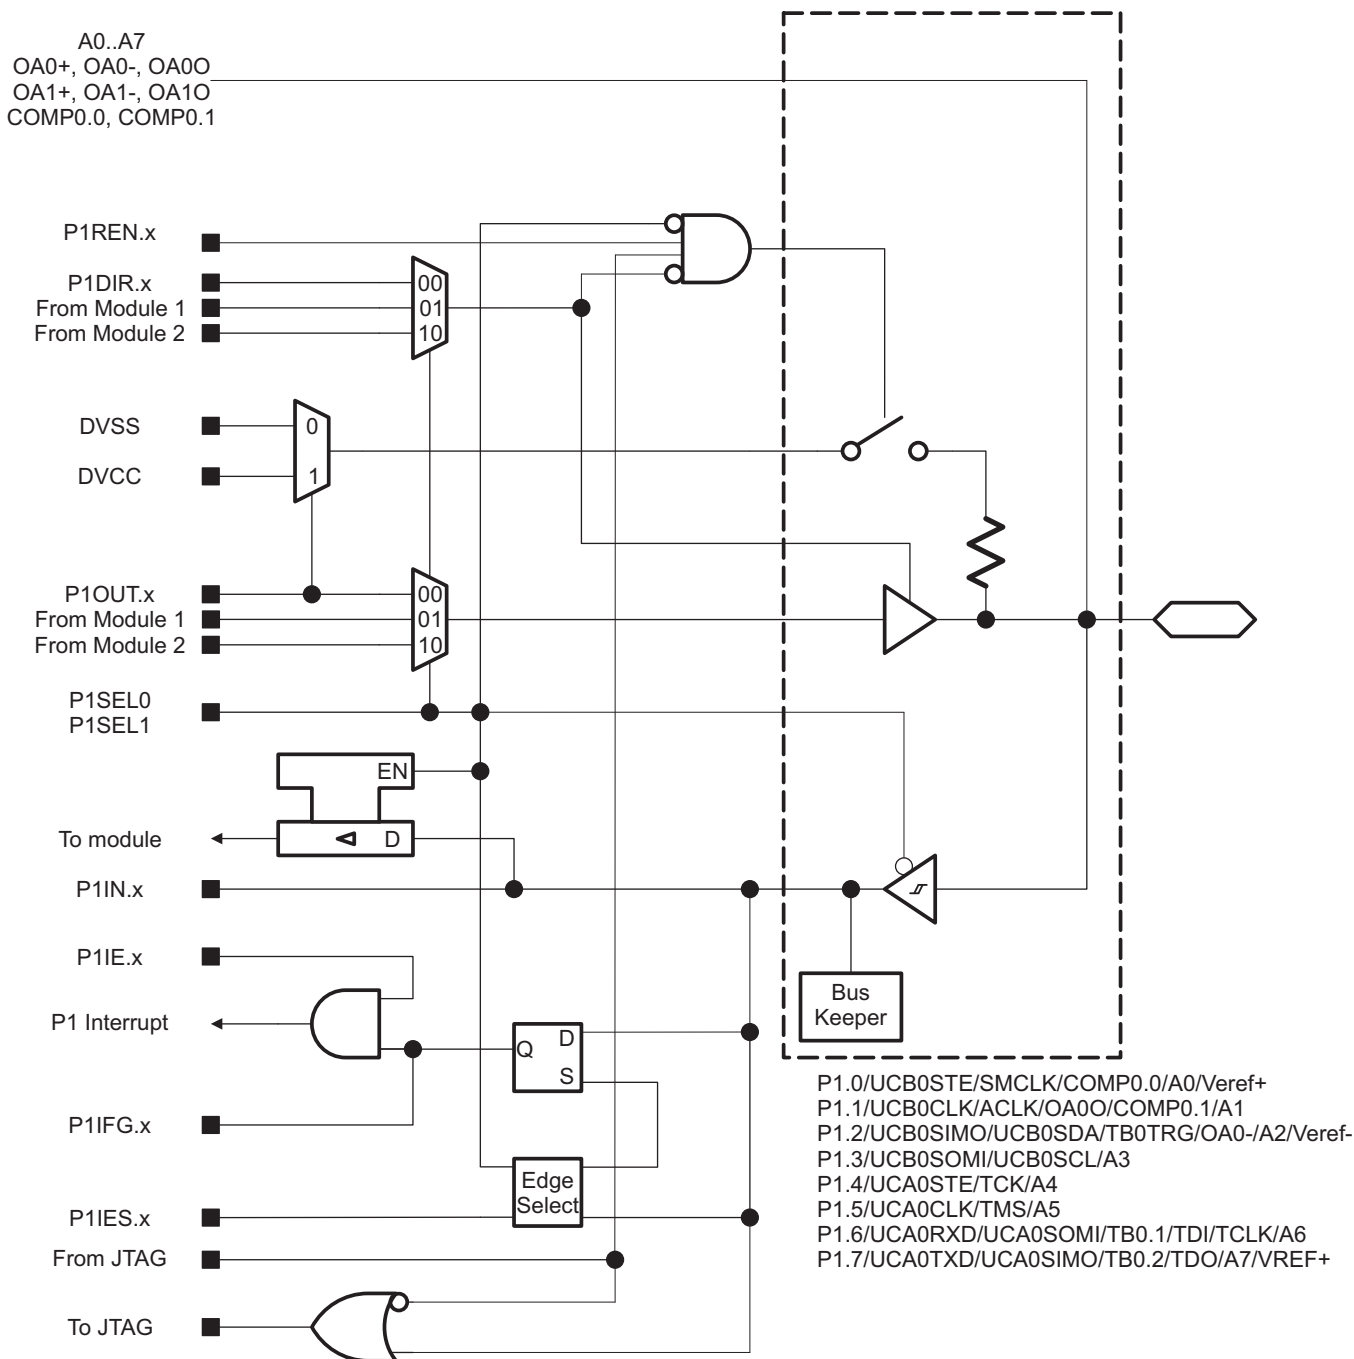 A0..A7
OA0+, OA0-, OA0O
OA1+, OA1-, OA1O
COMP0.0, COMP0.1
P1REN.x
P1DIR.x
From Module 1
From Module 2
00
01
10
DVSS
DVCC
0
1
P1OUT.x
From Module 1
From Module 2
00
01
10
P1SEL0
P1SEL1
EN
To module
D
P1IN.x
P1IE.x
Bus
Keeper
P1 Interrupt
Q
D
S
P1IFG.x
Edge
Select
P1IES.x
From JTAG
To JTAG
P1.0/UCB0STE/SMCLK/COMP0.0/A0/Veref+
P1.1/UCB0CLK/ACLK/OA0O/COMP0.1/A1
P1.2/UCB0SIMO/UCB0SDA/TB0TRG/OA0-/A2/Veref-
P1.3/UCB0SOMI/UCB0SCL/A3
P1.4/UCA0STE/TCK/A4
P1.5/UCA0CLK/TMS/A5
P1.6/UCA0RXD/UCA0SOMI/TB0.1/TDI/TCLK/A6
P1.7/UCA0TXD/UCA0SIMO/TB0.2/TDO/A7/VREF+